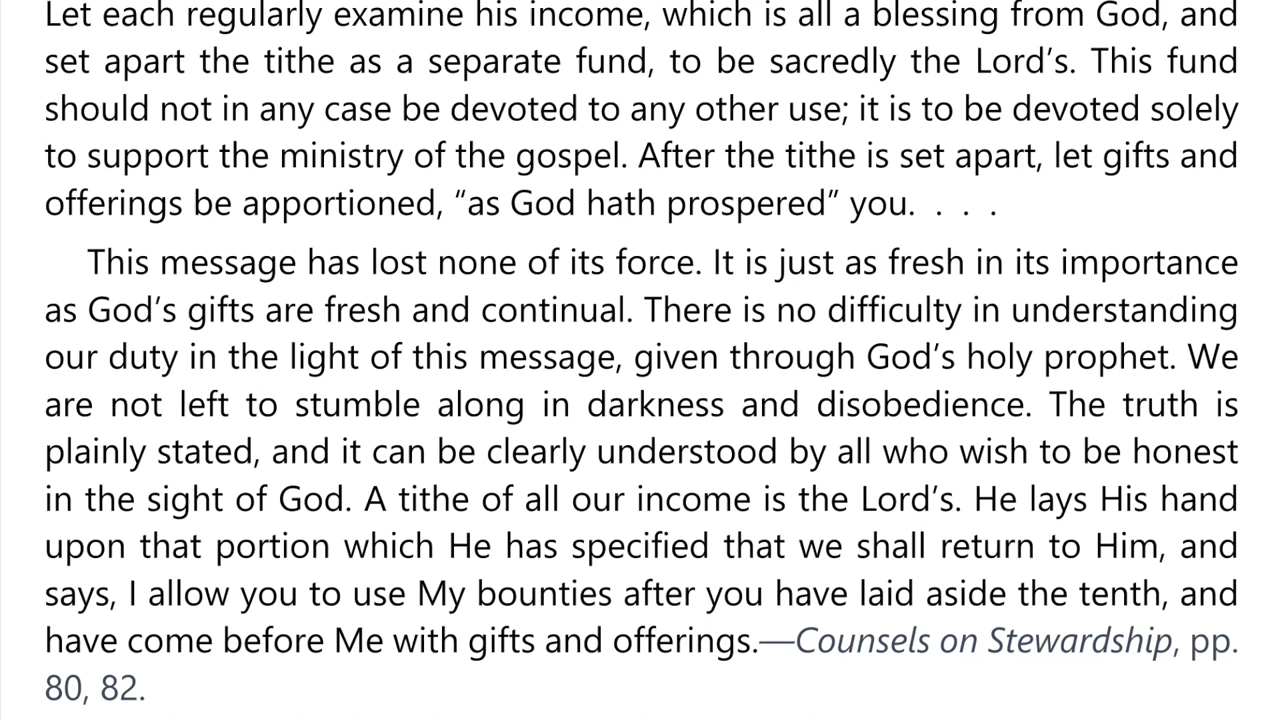 Let each regularly examine his income, which is all a blessing from God, and
set apart the tithe as a separate fund, to be sacredly the Lord’s. This fund
should not in any case be devoted to any other use; it is to be devoted solely
to support the ministry of the gospel. After the tithe is set apart, let gifts and
offerings be apportioned, “as God hath prospered” you. . . .
This message has lost none of its force. It is just as fresh in its importance
as God’s gifts are fresh and continual. There is no difficulty in understanding
our duty in the light of this message, given through God’s holy prophet. We
are not left to stumble along in darkness and disobedience. The truth is
plainly stated, and it can be clearly understood by all who wish to be honest
in the sight of God. A tithe of all our income is the Lord’s. He lays His hand
upon that portion which He has specified that we shall return to Him, and
says, I allow you to use My bounties after you have laid aside the tenth, and
have come before Me with gifts and offerings.—Counsels on Stewardship, pp.
80, 82.